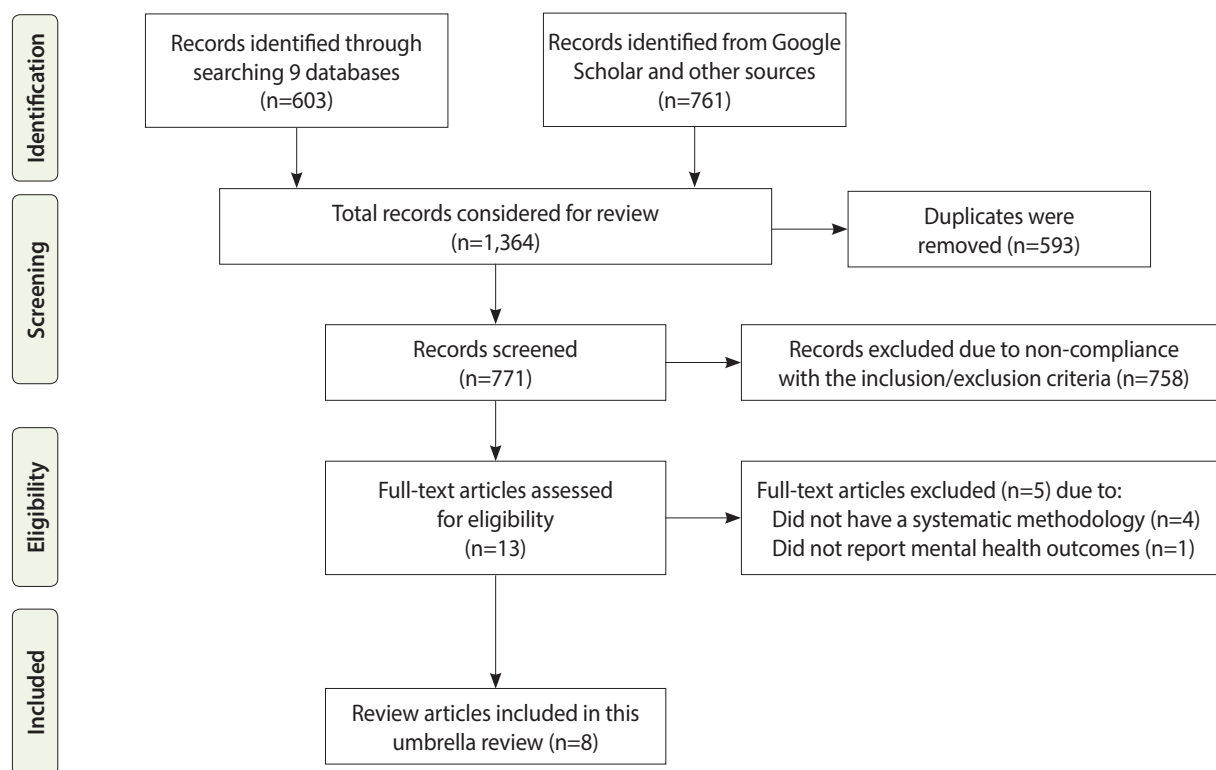 Identification
Records identified through
searching 9 databases
(n=603)
Records identified from Google
Scholar and other sources
(n=761)
Screening
Total records considered for review
(n=1,364)
Duplicates were
removed (n=593)
Records screened
(n=771)
Records excluded due to non-compliance
with the inclusion/exclusion criteria (n=758)
Eligibility
Full-text articles assessed
for eligibility
(n=13)
Full-text articles excluded (n=5) due to:
Did not have a systematic methodology (n=4)
Did not report mental health outcomes (n=1)
Included
Review articles included in this
umbrella review (n=8)